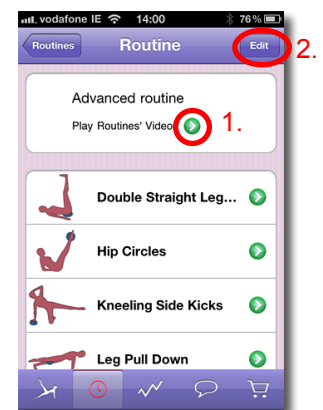 vodafone IE 14:00 76%
Routines Routine Edit 2.
Advanced routine
Play Routines' Video 1.
Double Straight Leg...
Hip Circles
Kneeling Side Kicks
Leg Pull Down